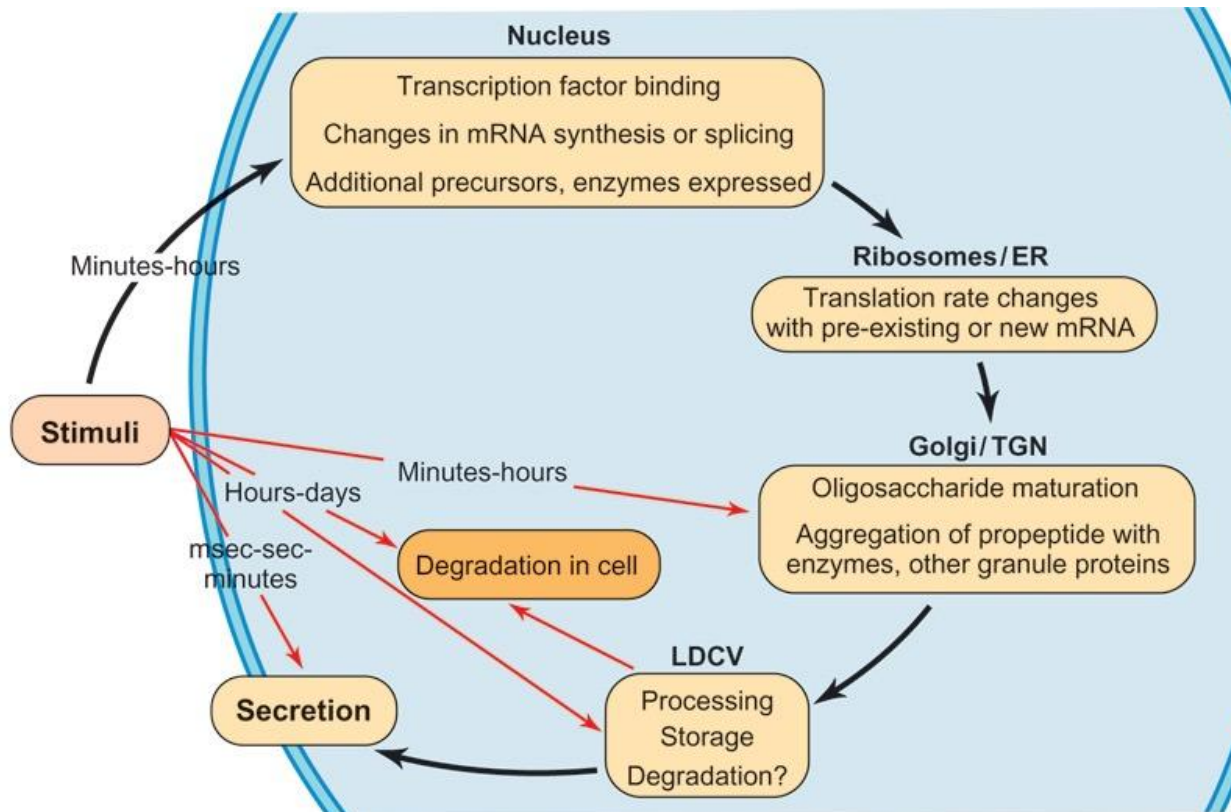 Nucleus
Transcription factor binding
Changes in mRNA synthesis or splicing
Additional precursors, enzymes expressed
Minutes-hours
Ribosomes/ER
Translation rate changes
with pre-existing or new mRNA
Stimuli
Golgi/TGN
Minutes-hours
Oligosaccharide maturation
Hours-days
Aggregation of propeptide with
enzymes, other granule proteins
msec-sec-
minutes
Degradation in cell
LDCV
Processing
Storage
Degradation?
Secretion